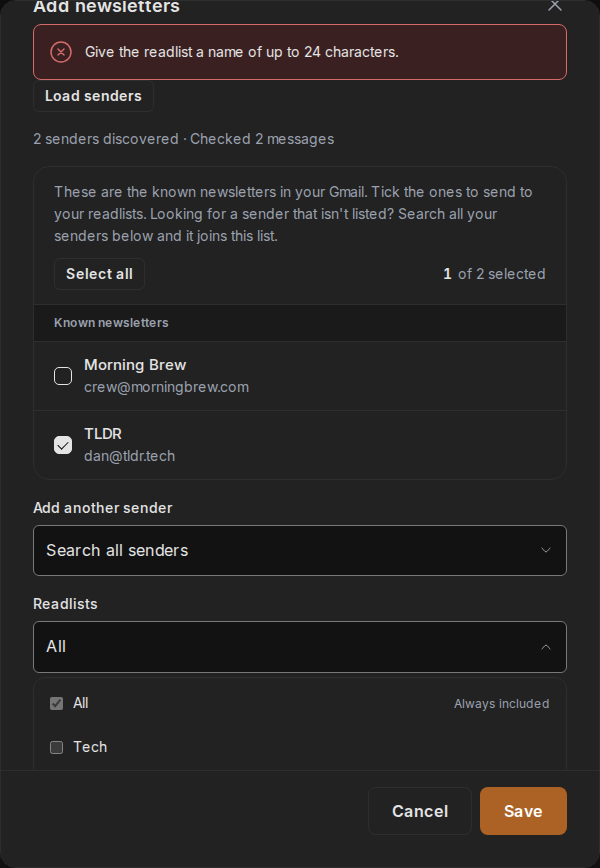 Add newsletters
Give the readlist a name of up to 24 characters.
Load senders
2 senders discovered · Checked 2 messages
These are the known newsletters in your Gmail. Tick the ones to send to
your readlists. Looking for a sender that isn't listed? Search all your
senders below and it joins this list.
Select all
1 of 2 selected
Known newsletters
Morning Brew
crew@morningbrew.com
TLDR
dan@tldr.tech
Add another sender
Search all senders
Readlists
All
All
Always included
Tech
Cancel
Save